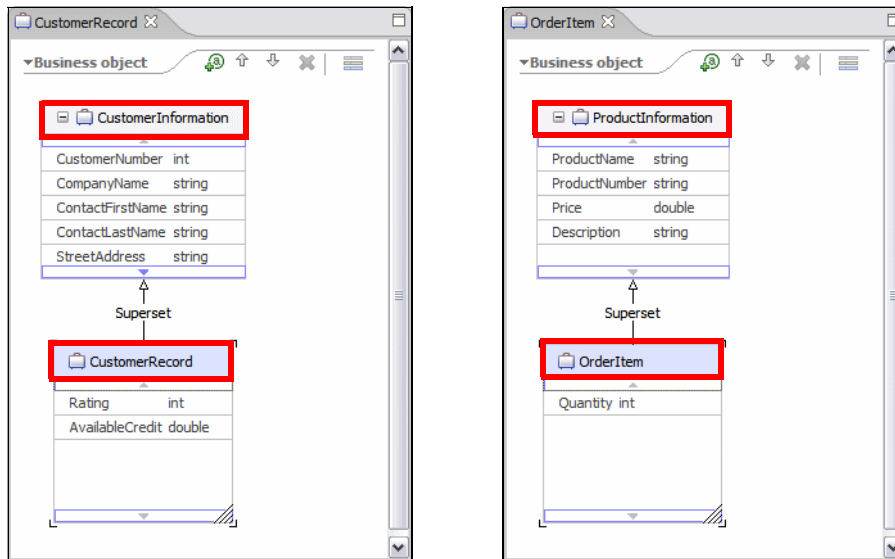 CustomerRecord
Business object
CustomerInformation
CustomerNumber int
CompanyName string
ContactFirstName string
ContactLastName string
StreetAddress string
Superset
CustomerRecord
Rating int
AvailableCredit double
OrderItem
Business object
ProductInformation
ProductName string
ProductNumber string
Price double
Description string
Superset
OrderItem
Quantity int